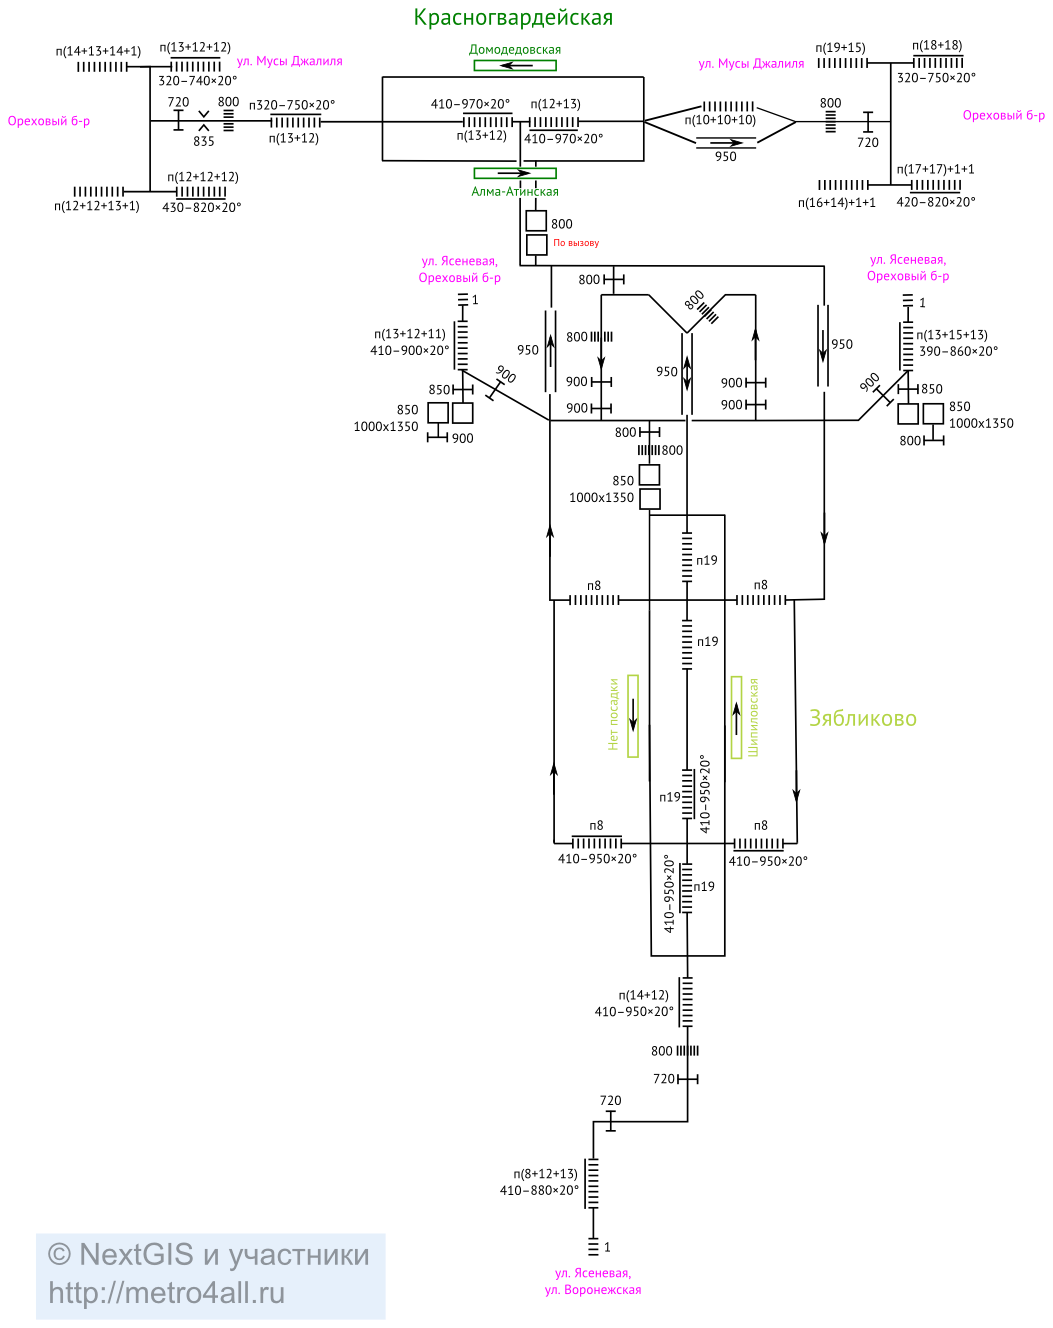 Красногвардейская
п(14+13+14+1)
п(13+12+12)
320–740×20°
ул. Мусы Джалиля
Домодедовская
ул. Мусы Джалиля
п(19+15)
п(18+18)
320–750×20°
Ореховый б-р
720
800
835
п320–750×20°
п(13+12)
410–970×20°
п(13+12)
п(12+13)
410–970×20°
п(10+10+10)
950
800
720
Ореховый б-р
п(12+12+13+1)
п(12+12+12)
430–820×20°
Алма-Атинская
п(17+17)+1+1
п(16+14)+1+1
420–820×20°
800
По вызову
ул. Ясеневая,
Ореховый б-р
1
п(13+12+11)
410–900×20°
900
850
850
1000х1350
900
800
800
950
800
900
900
950
900
900
950
ул. Ясеневая,
Ореховый б-р
1
п(13+15+13)
390–860×20°
900
850
850
1000х1350
800
800
800
850
1000х1350
п19
п8
п8
п19
Нет посадки
Шипиловская
Зябликово
п19
410–950×20°
п8
410–950×20°
п8
410–950×20°
410–950×20°
п19
п(14+12)
410–950×20°
800
720
720
п(8+12+13)
410–880×20°
1
ул. Ясеневая,
ул. Воронежская
© NextGIS и участники
http://metro4all.ru